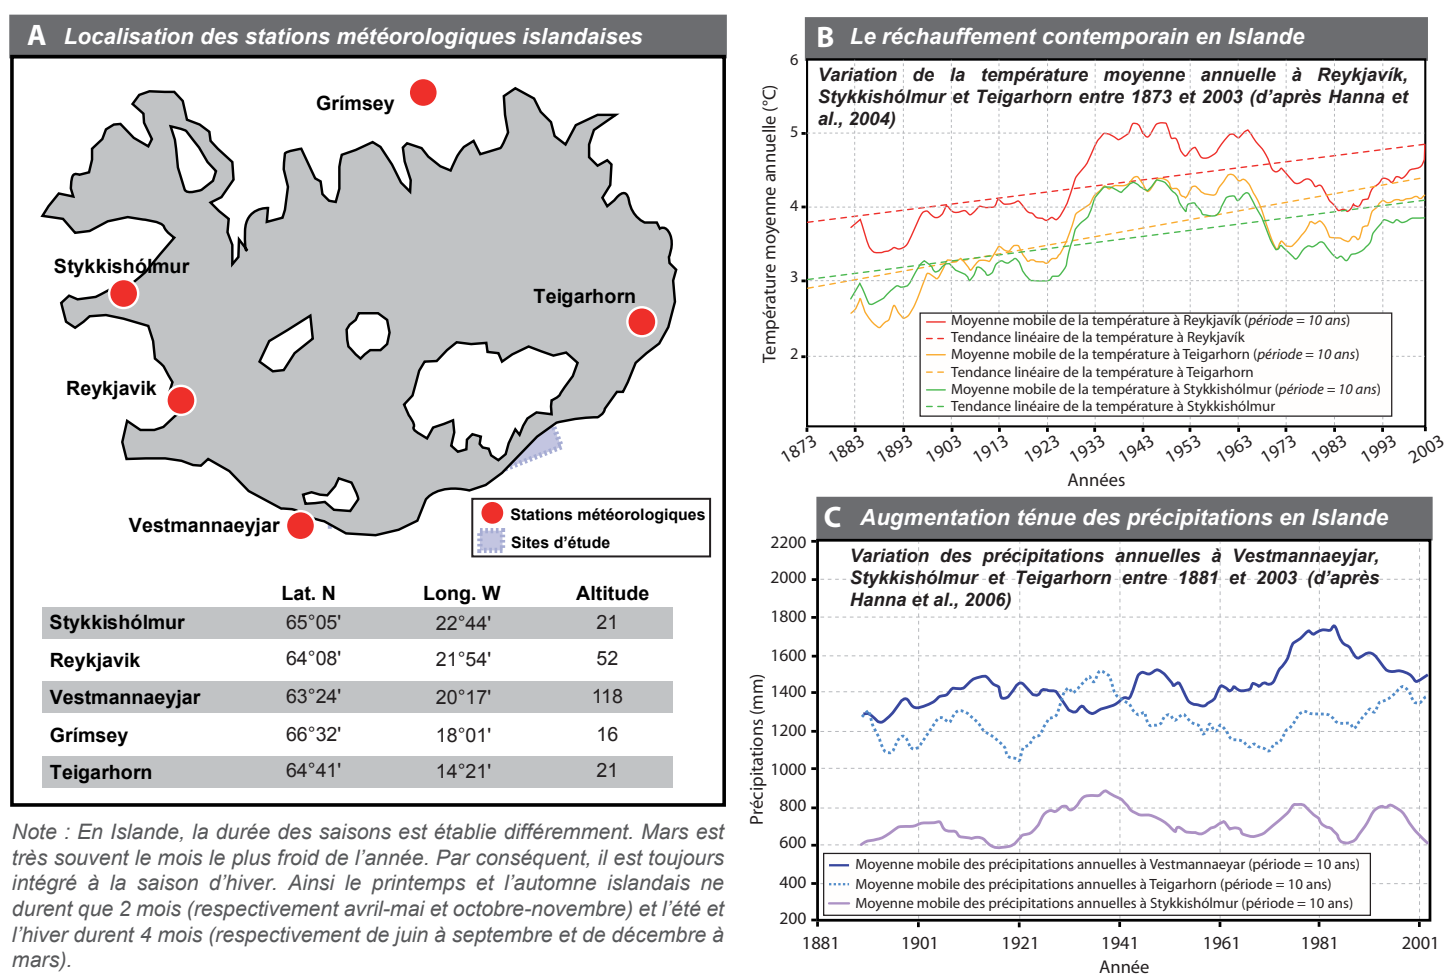 A Localisation des stations météorologiques islandaises
Grímsey
Stykkishólmur
Teigarhorn
Reykjavik
Vestmannaeyjar
Stations météorologiques
Sites d'étude
Lat. N Long. W Altitude
Stykkishólmur 65°05' 22°44' 21
Reykjavik 64°08' 21°54' 52
Vestmannaeyjar 63°24' 20°17' 118
Grímsey 66°32' 18°01' 16
Teigarhorn 64°41' 14°21' 21
Note : En Islande, la durée des saisons est établie différemment. Mars est
très souvent le mois le plus froid de l'année. Par conséquent, il est toujours
intégré à la saison d'hiver. Ainsi le printemps et l'automne islandais ne
durent que 2 mois (respectivement avril-mai et octobre-novembre) et l'été et
l'hiver durent 4 mois (respectivement de juin à septembre et de décembre à
mars).
B Le réchauffement contemporain en Islande
Variation de la température moyenne annuelle à Reykjavík,
Stykkishólmur et Teigarhorn entre 1873 et 2003 (d'après Hanna et
al., 2004)
Température moyenne annuelle (°C)
6
5
4
3
2
Moyenne mobile de la température à Reykjavík (période = 10 ans)
Tendance linéaire de la température à Reykjavík
Moyenne mobile de la température à Teigarhorn (période = 10 ans)
Tendance linéaire de la température à Teigarhorn
Moyenne mobile de la température à Stykkishólmur (période = 10 ans)
Tendance linéaire de la température à Stykkishólmur
1873 1883 1893 1903 1913 1923 1933 1943 1953 1963 1973 1983 1993 2003
Années
C Augmentation ténue des précipitations en Islande
Variation des précipitations annuelles à Vestmannaeyjar,
Stykkishólmur et Teigarhorn entre 1881 et 2003 (d'après
Hanna et al., 2006)
Précipitations (mm)
2200
2000
1800
1600
1400
1200
1000
800
600
400
200
Moyenne mobile des précipitations annuelles à Vestmannaeyar (période = 10 ans)
Moyenne mobile des précipitations annuelles à Teigarhorn (période = 10 ans)
Moyenne mobile des précipitations annuelles à Stykkishólmur (période = 10 ans)
1881 1901 1921 1941 1961 1981 2001
Année